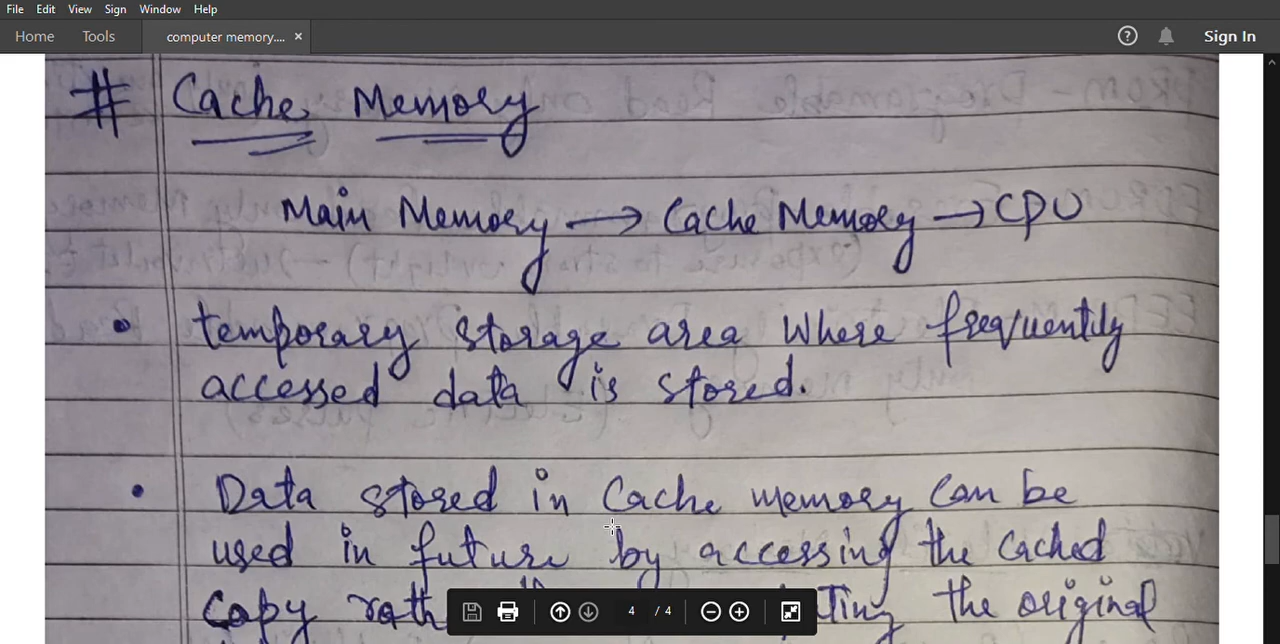 File Edit View Sign Window Help
Home Tools computer memory.... × Sign In
# Cache Memory
Main Memory → Cache Memory → CPU
• temporary storage area where frequently
accessed data is stored.
• Data stored in Cache memory can be
used in future by accessing the cached
Copy the original
4 / 4